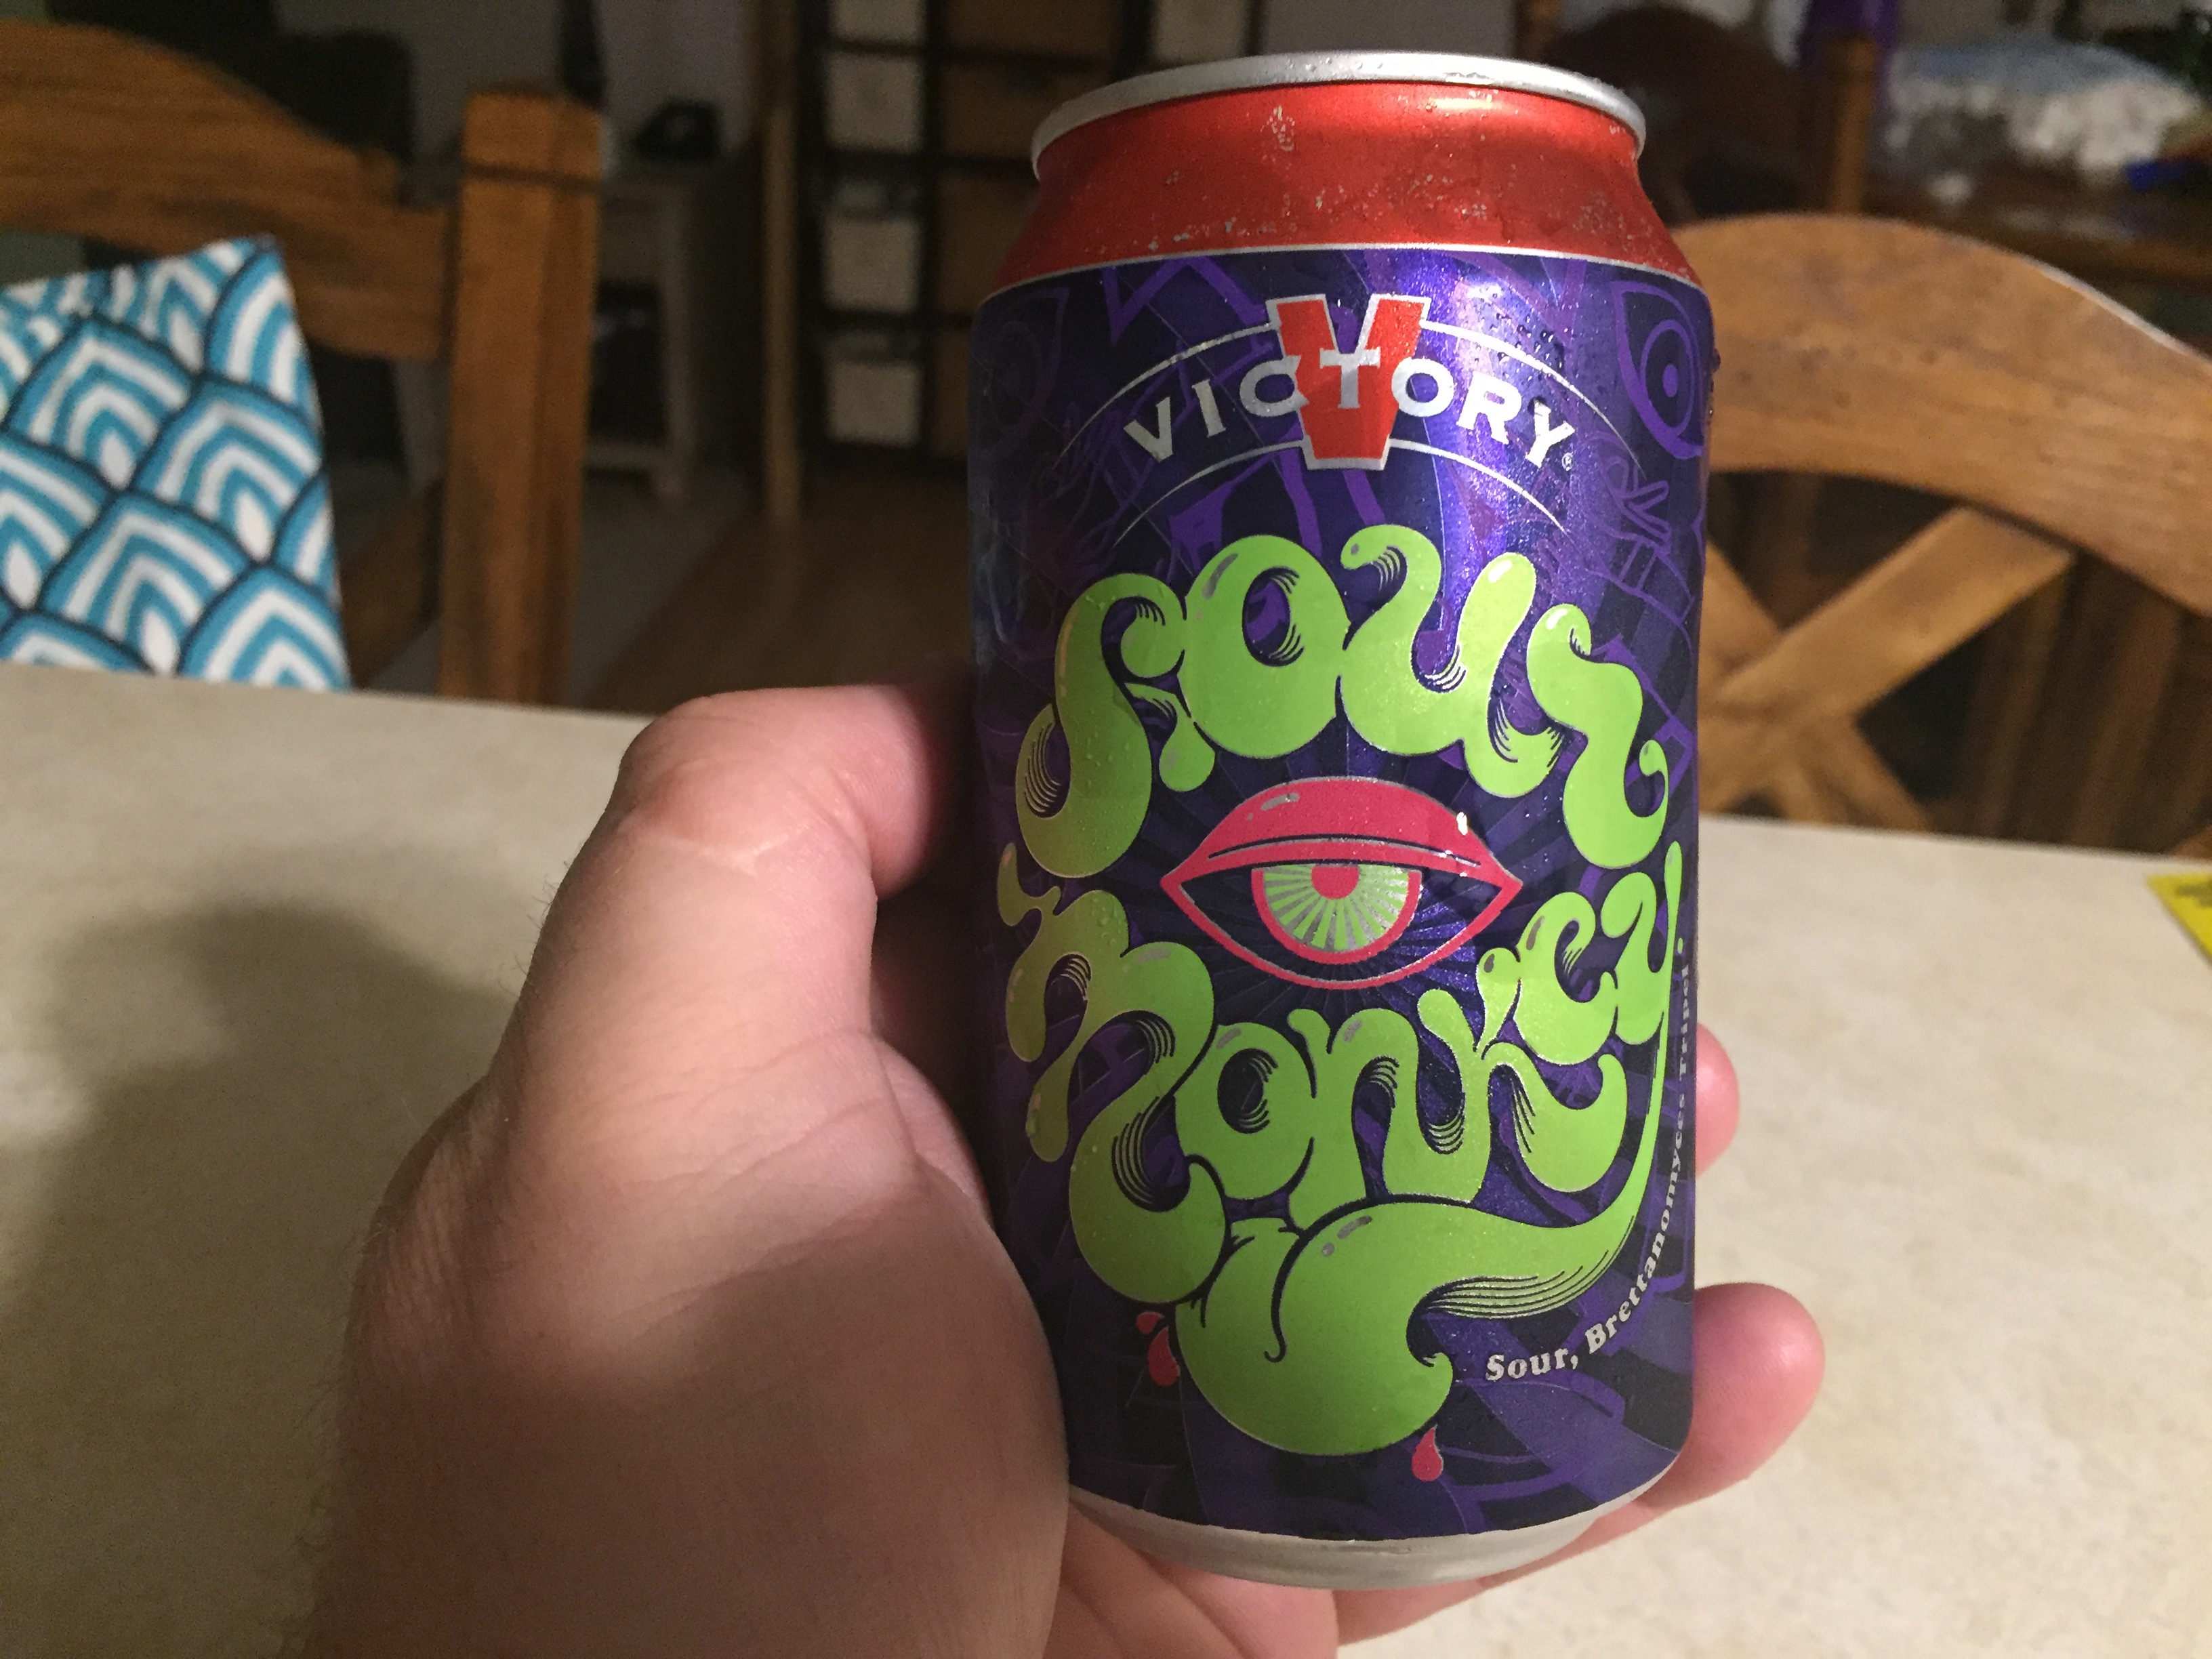 VICTORY
Sour
Monkey
Sour, Brettanomyces Tripel.